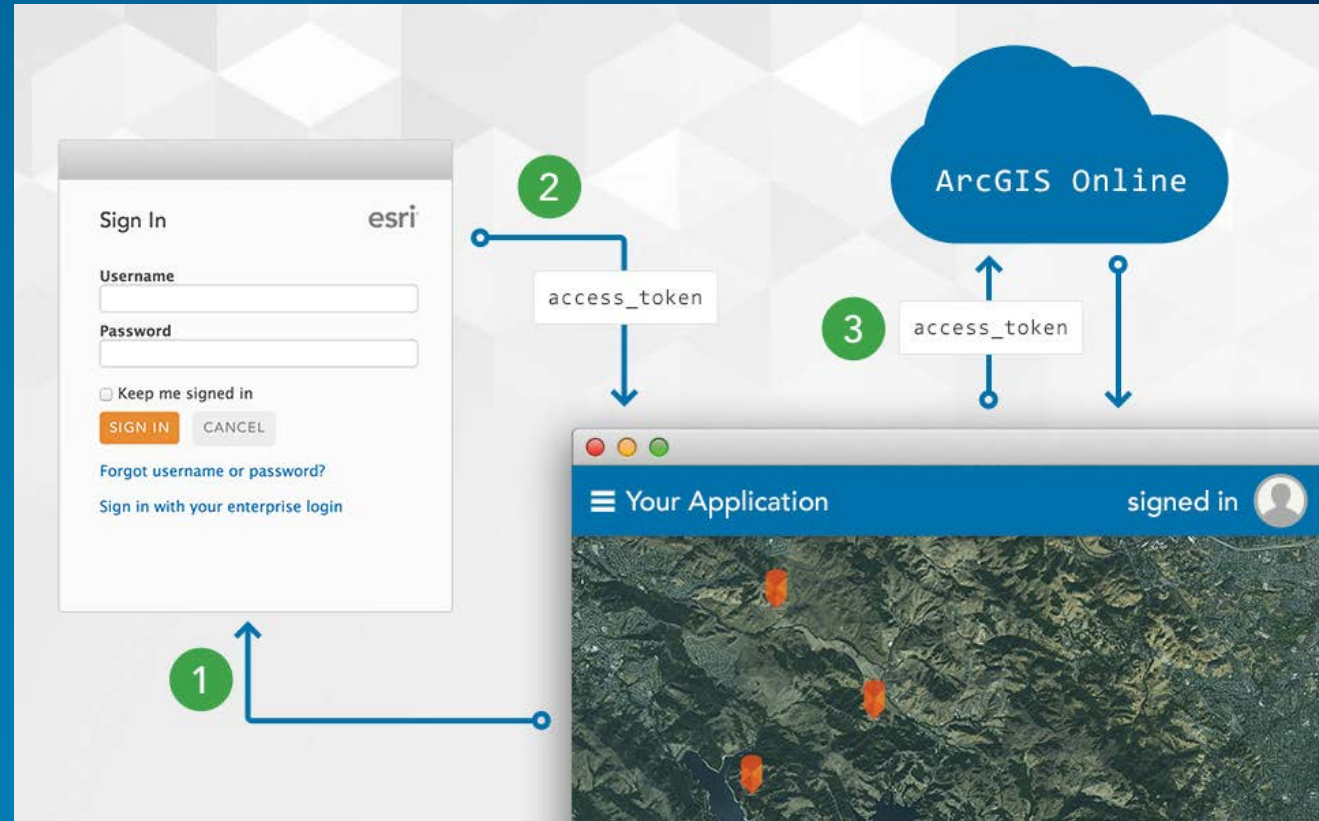 Sign In
esri
Username
Password
Keep me signed in
SIGN IN
CANCEL
Forgot username or password?
Sign in with your enterprise login
1
2
access_token
3
access_token
ArcGIS Online
Your Application
signed in